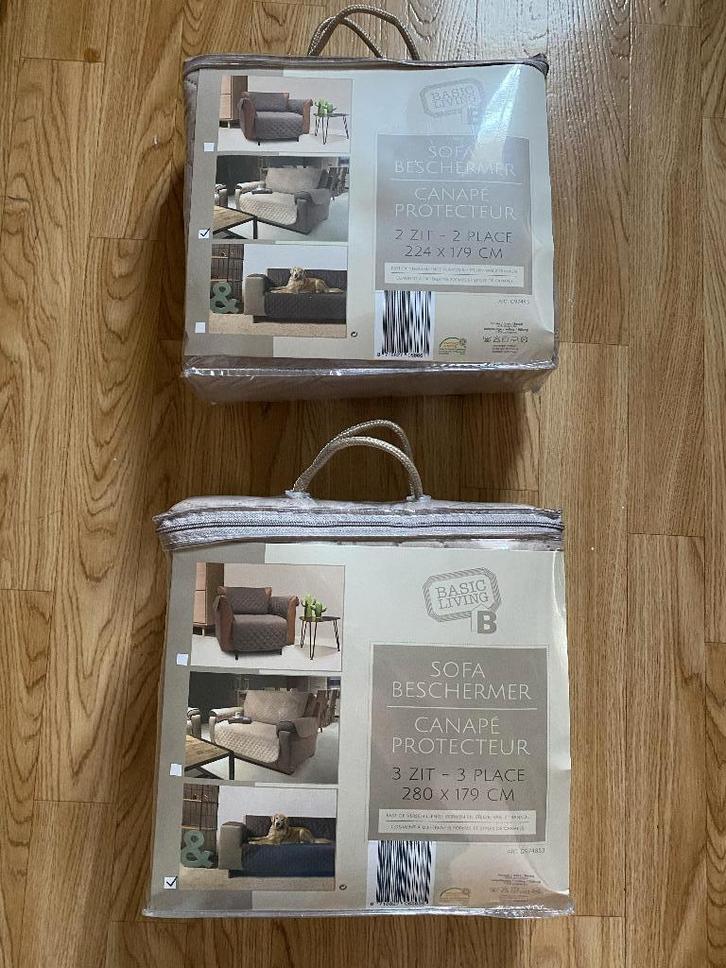 BASIC
LIVING
B
SOFA
BESCHERMER
CANAPÉ
PROTECTEUR
2 ZIT - 2 PLACE
224 X 179 CM
BASIC
LIVING
B
SOFA
BESCHERMER
CANAPÉ
PROTECTEUR
3 ZIT - 3 PLACE
280 X 179 CM
&
&